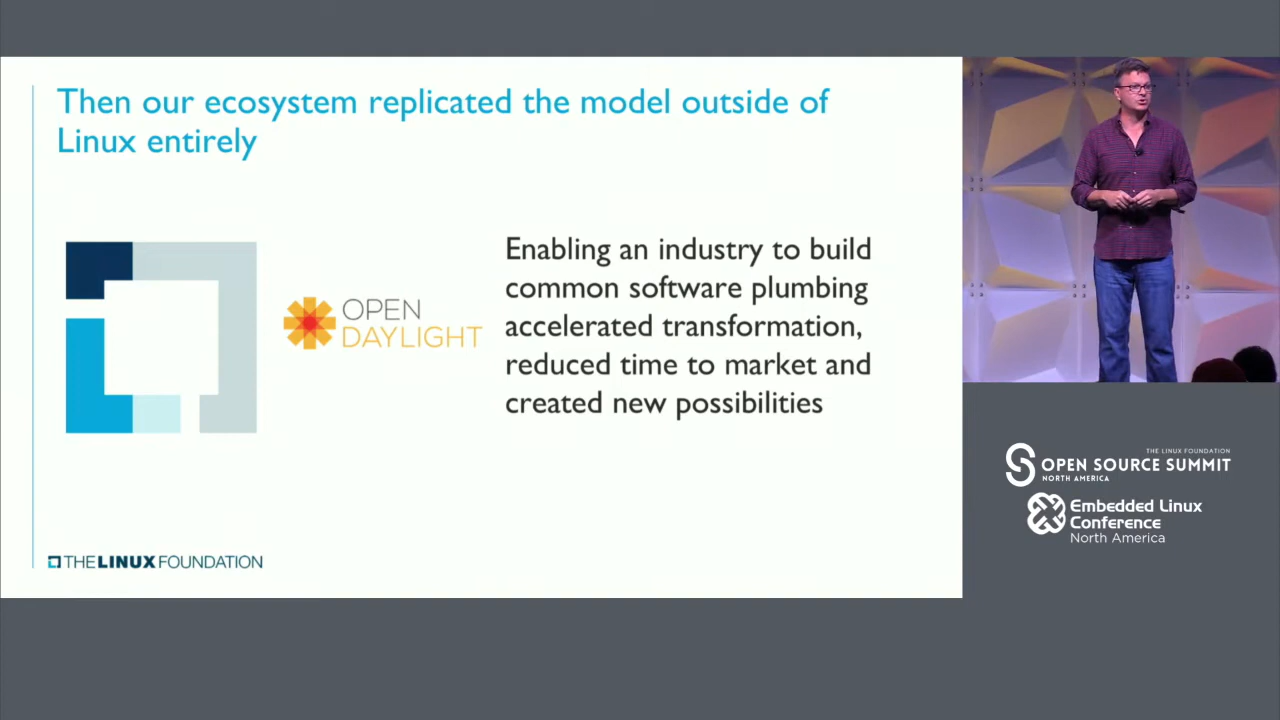 Then our ecosystem replicated the model outside of
Linux entirely
OPEN
DAYLIGHT
Enabling an industry to build
common software plumbing
accelerated transformation,
reduced time to market and
created new possibilities
THE LINUX FOUNDATION
THE LINUX FOUNDATION
OPEN SOURCE SUMMIT
NORTH AMERICA
Embedded Linux
Conference
North America